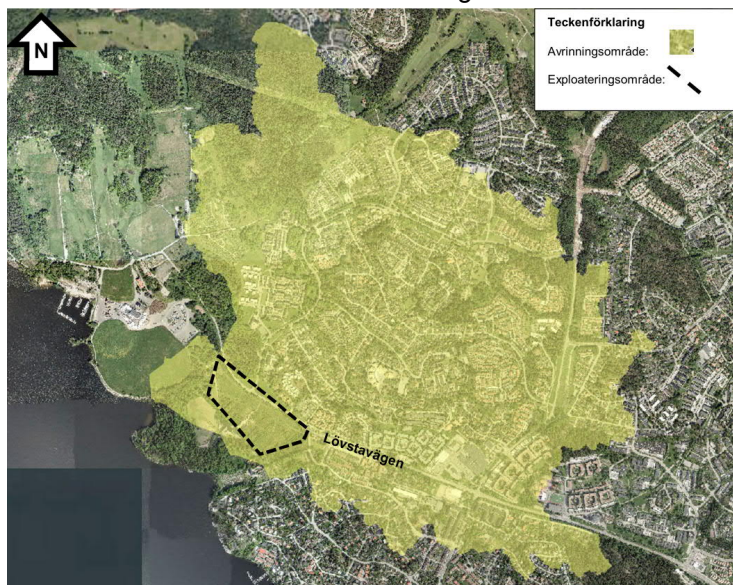 N
Teckenförklaring
Avrinningsområde:
Exploateringsområde:
Lövstavägen